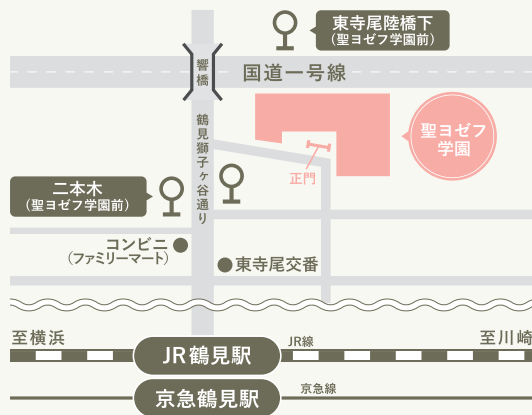 東寺尾陸橋下
(聖ヨゼフ学園前)
響橋
国道一号線
聖ヨゼフ
学園
鶴見獅子ヶ谷通り
正門
二本木
(聖ヨゼフ学園前)
コンビニ
(ファミリーマート)
東寺尾交番
至横浜
至川崎
JR鶴見駅
JR線
京急鶴見駅
京急線